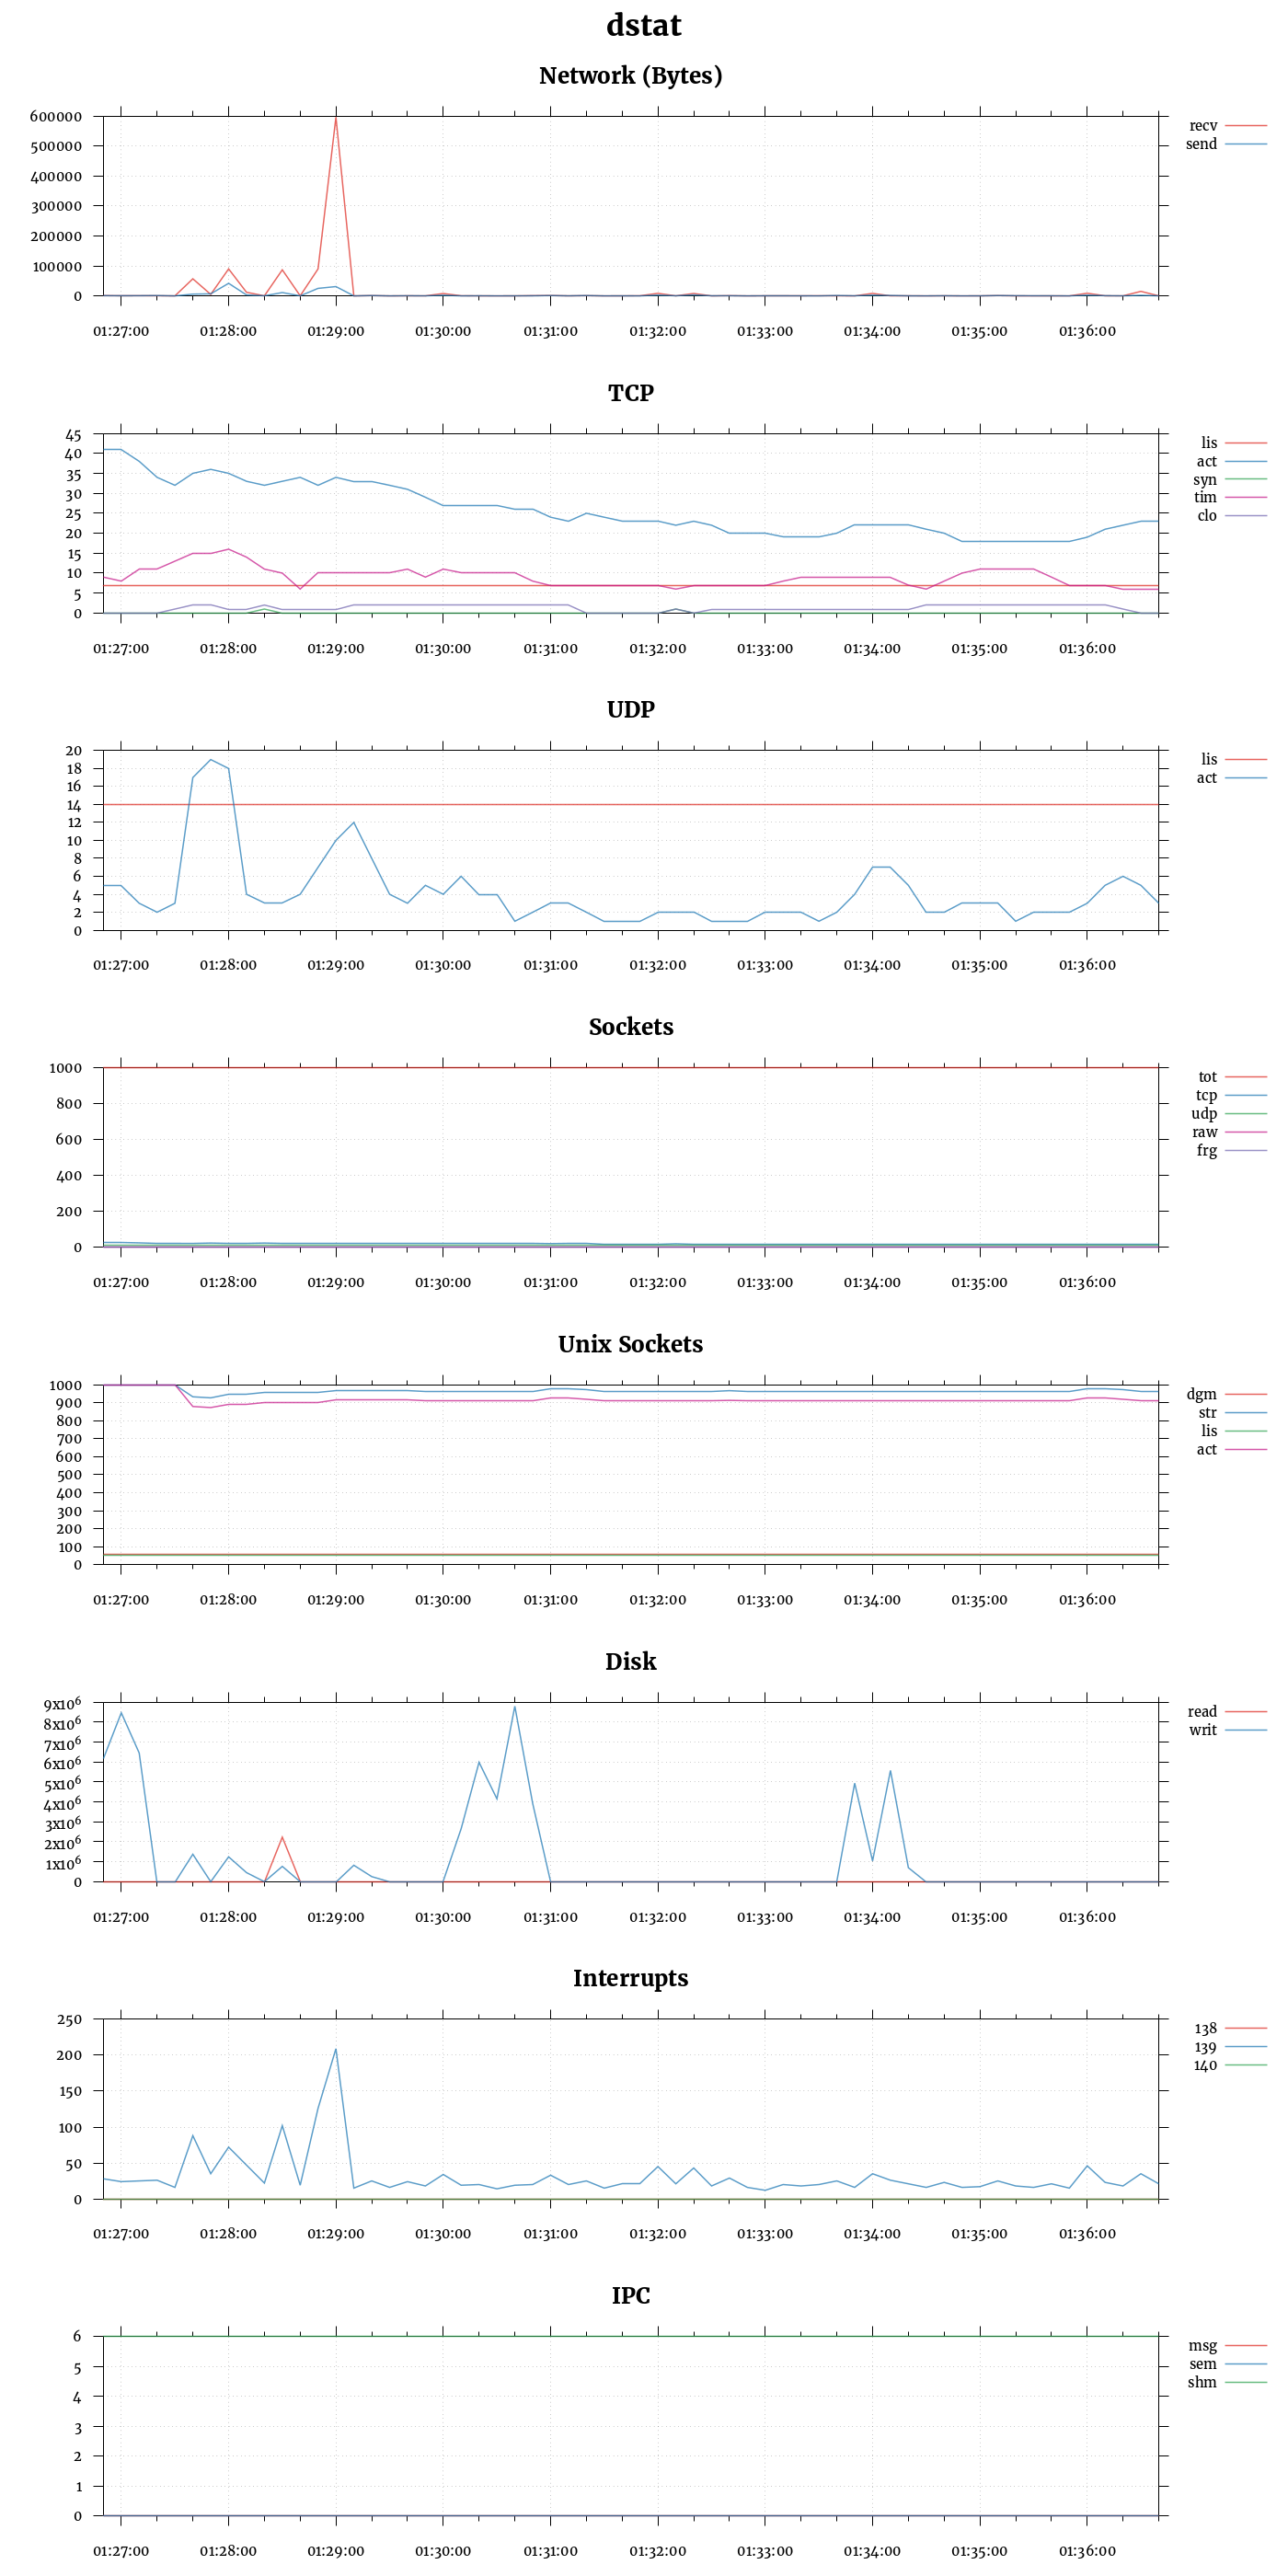 dstat
Network (Bytes)
600000
500000
400000
300000
200000
100000
0
01:27:00 01:28:00 01:29:00 01:30:00 01:31:00 01:32:00 01:33:00 01:34:00 01:35:00 01:36:00
recv
send
TCP
45
40
35
30
25
20
15
10
5
0
01:27:00 01:28:00 01:29:00 01:30:00 01:31:00 01:32:00 01:33:00 01:34:00 01:35:00 01:36:00
lis
act
syn
tim
clo
UDP
20
18
16
14
12
10
8
6
4
2
0
01:27:00 01:28:00 01:29:00 01:30:00 01:31:00 01:32:00 01:33:00 01:34:00 01:35:00 01:36:00
lis
act
Sockets
1000
800
600
400
200
0
01:27:00 01:28:00 01:29:00 01:30:00 01:31:00 01:32:00 01:33:00 01:34:00 01:35:00 01:36:00
tot
tcp
udp
raw
frg
Unix Sockets
1000
900
800
700
600
500
400
300
200
100
0
01:27:00 01:28:00 01:29:00 01:30:00 01:31:00 01:32:00 01:33:00 01:34:00 01:35:00 01:36:00
dgm
str
lis
act
Disk
9x10⁶
8x10⁶
7x10⁶
6x10⁶
5x10⁶
4x10⁶
3x10⁶
2x10⁶
1x10⁶
0
01:27:00 01:28:00 01:29:00 01:30:00 01:31:00 01:32:00 01:33:00 01:34:00 01:35:00 01:36:00
read
writ
Interrupts
250
200
150
100
50
0
01:27:00 01:28:00 01:29:00 01:30:00 01:31:00 01:32:00 01:33:00 01:34:00 01:35:00 01:36:00
138
139
140
IPC
6
5
4
3
2
1
0
01:27:00 01:28:00 01:29:00 01:30:00 01:31:00 01:32:00 01:33:00 01:34:00 01:35:00 01:36:00
msg
sem
shm